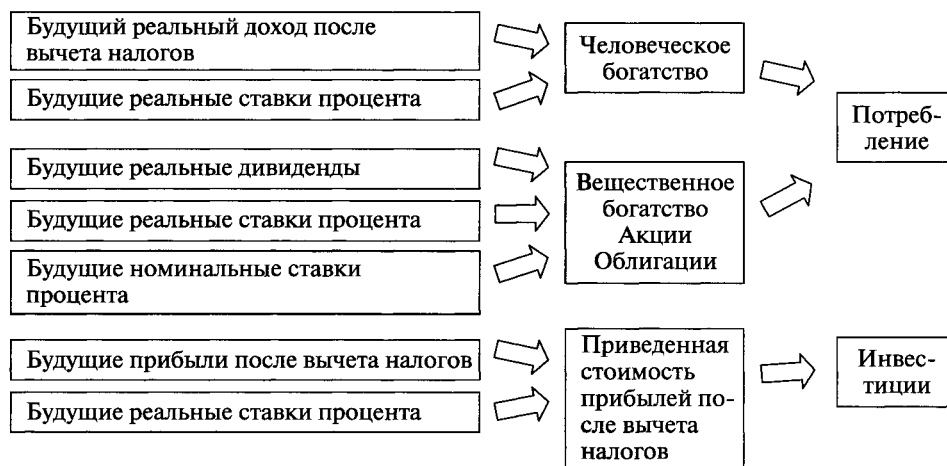 Будущий реальный доход после
вычета налогов
Будущие реальные ставки процента
Человеческое
богатство
Будущие реальные дивиденды
Будущие реальные ставки процента
Будущие номинальные ставки
процента
Вещественное
богатство
Акции
Облигации
Потреб-
ление
Будущие прибыли после вычета налогов
Будущие реальные ставки процента
Приведенная
стоимость
прибылей по-
сле вычета
налогов
Инвес-
тиции